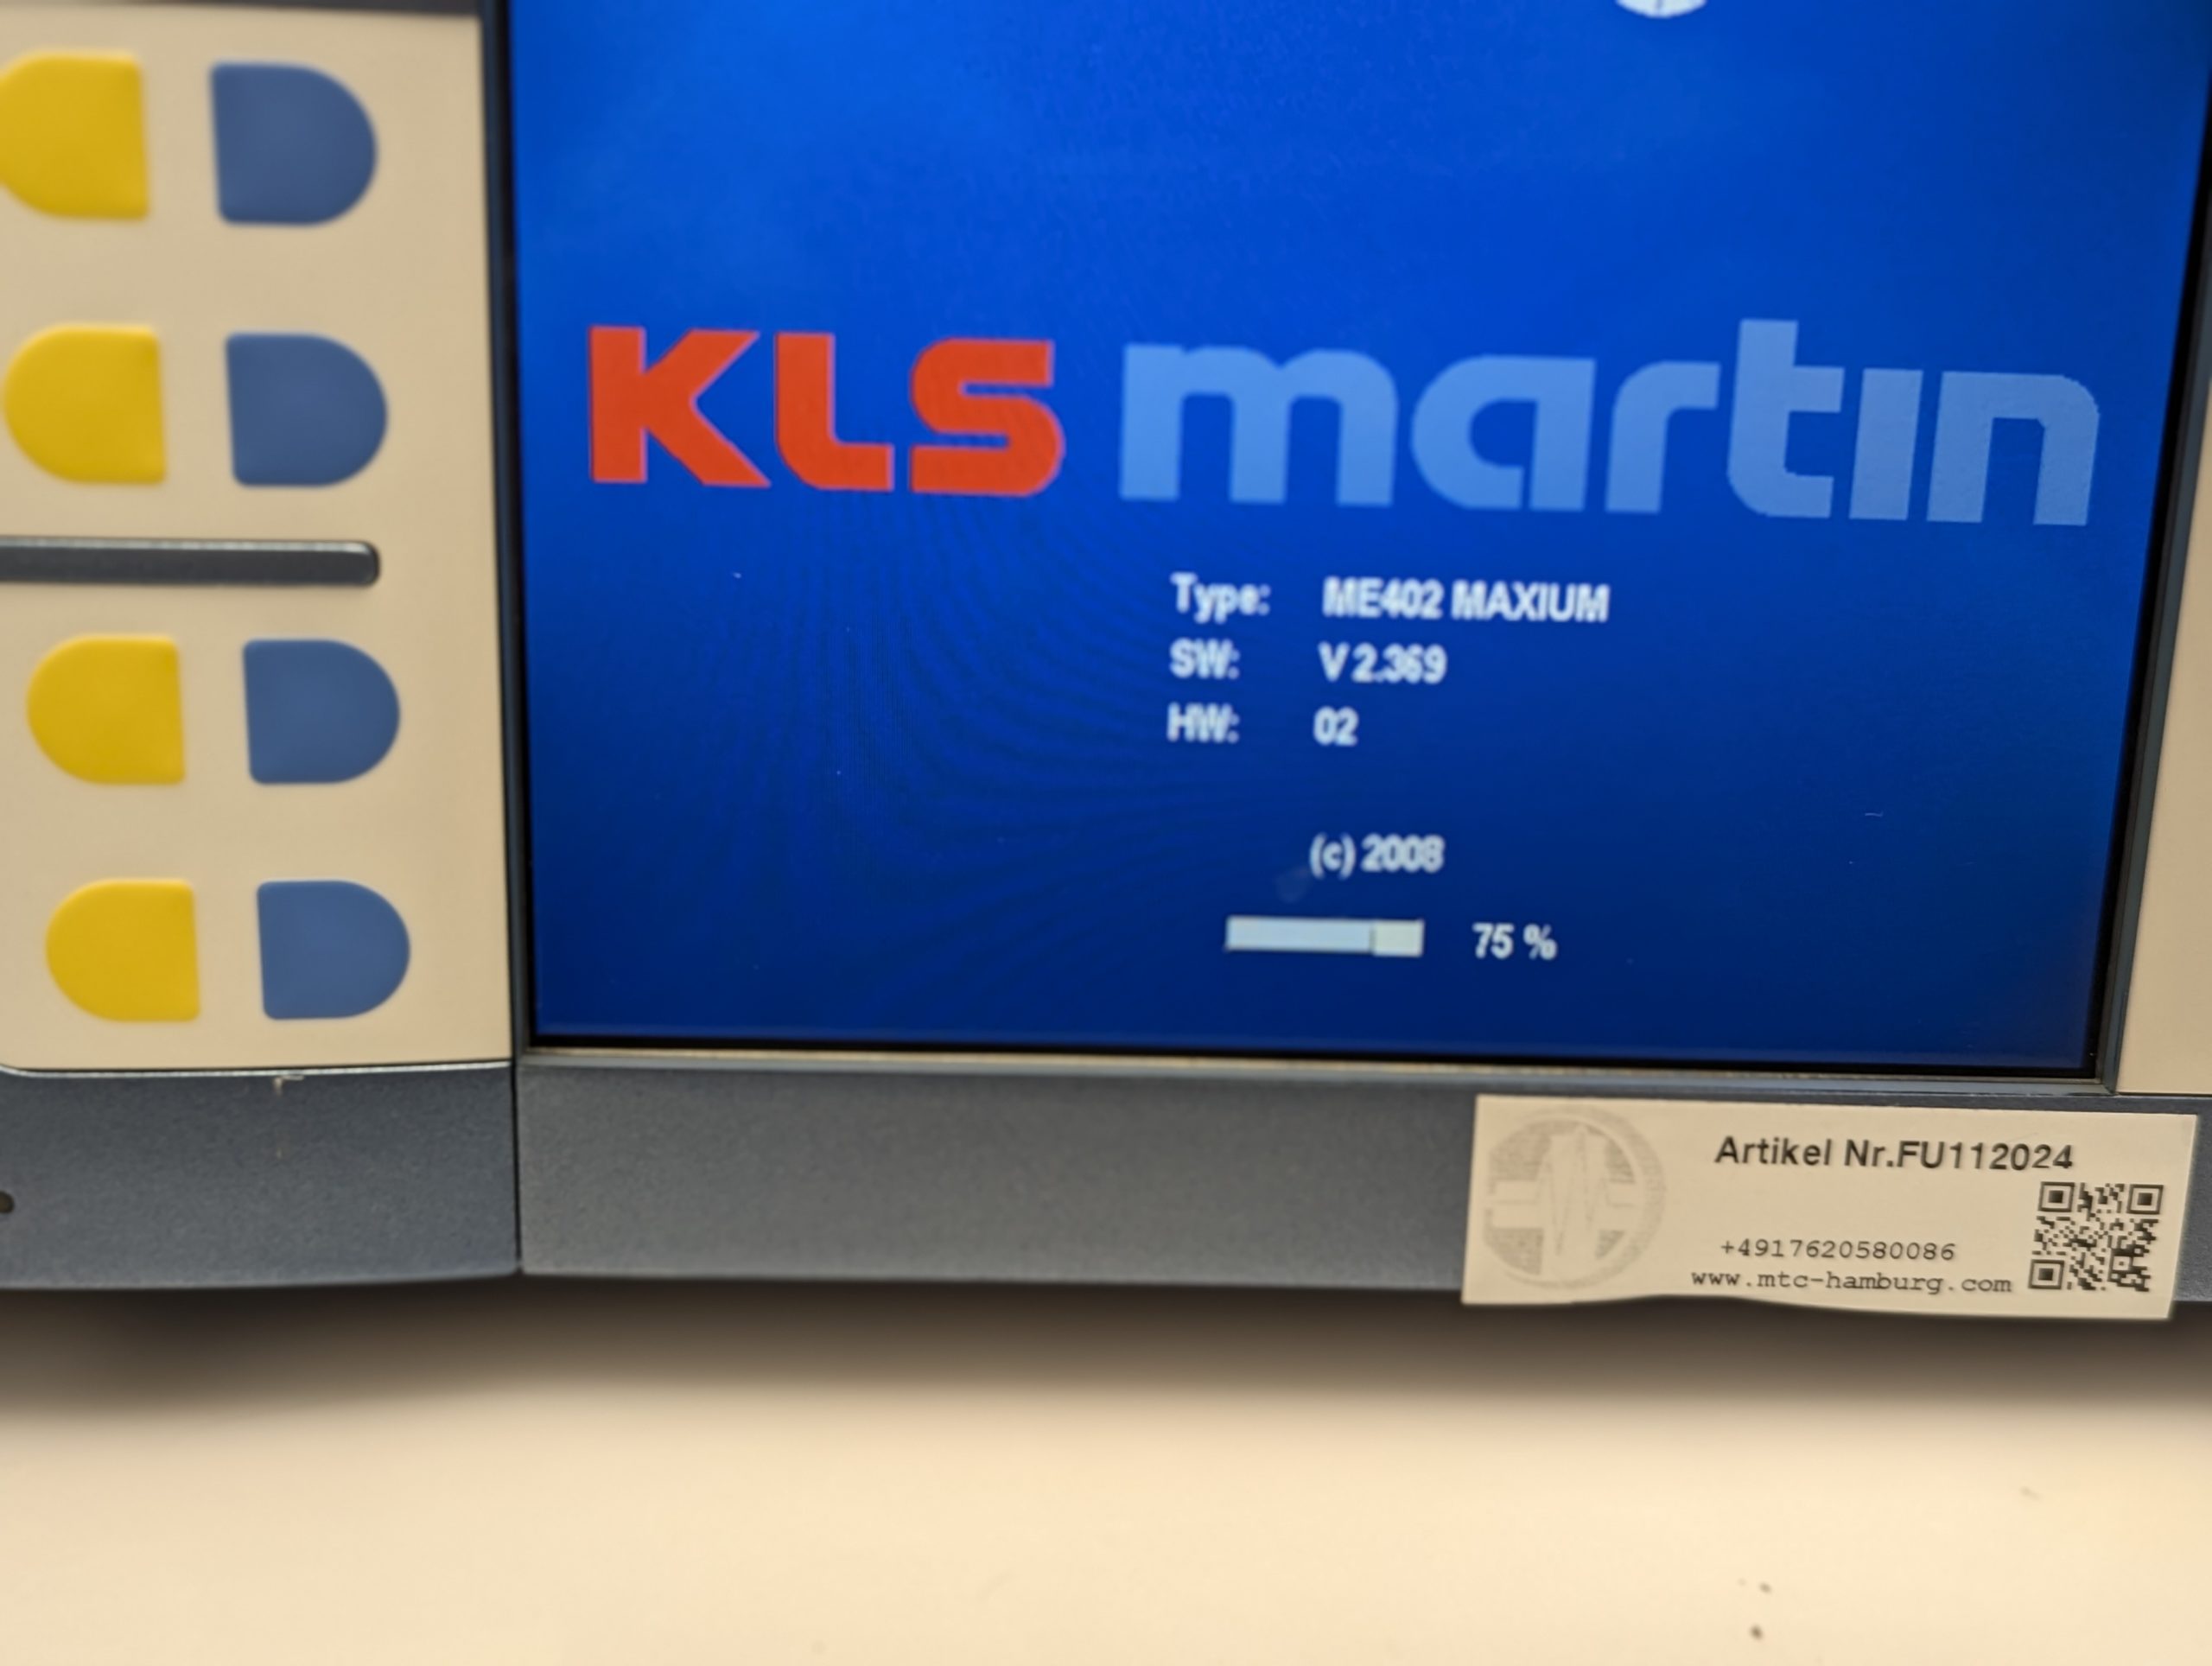 KLS martin
Type: ME402 MAXIUM
SW: V 2.369
HW: 02
(c) 2008
75 %
Artikel Nr.FU112024
+4917620580086
www.mtc-hamburg.com